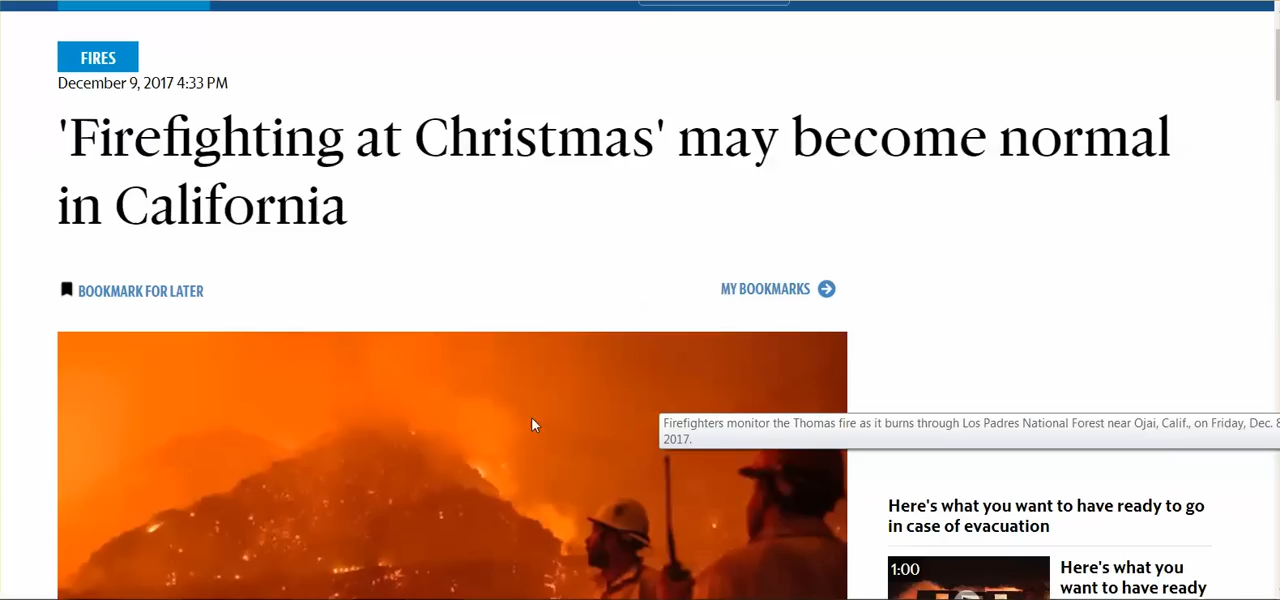 FIRES
December 9, 2017 4:33 PM
'Firefighting at Christmas' may become normal
in California
BOOKMARK FOR LATER
MY BOOKMARKS
Firefighters monitor the Thomas fire as it burns through Los Padres National Forest near Ojai, Calif., on Friday, Dec. 8
2017.
Here's what you want to have ready to go
in case of evacuation
1:00
Here's what you
want to have ready